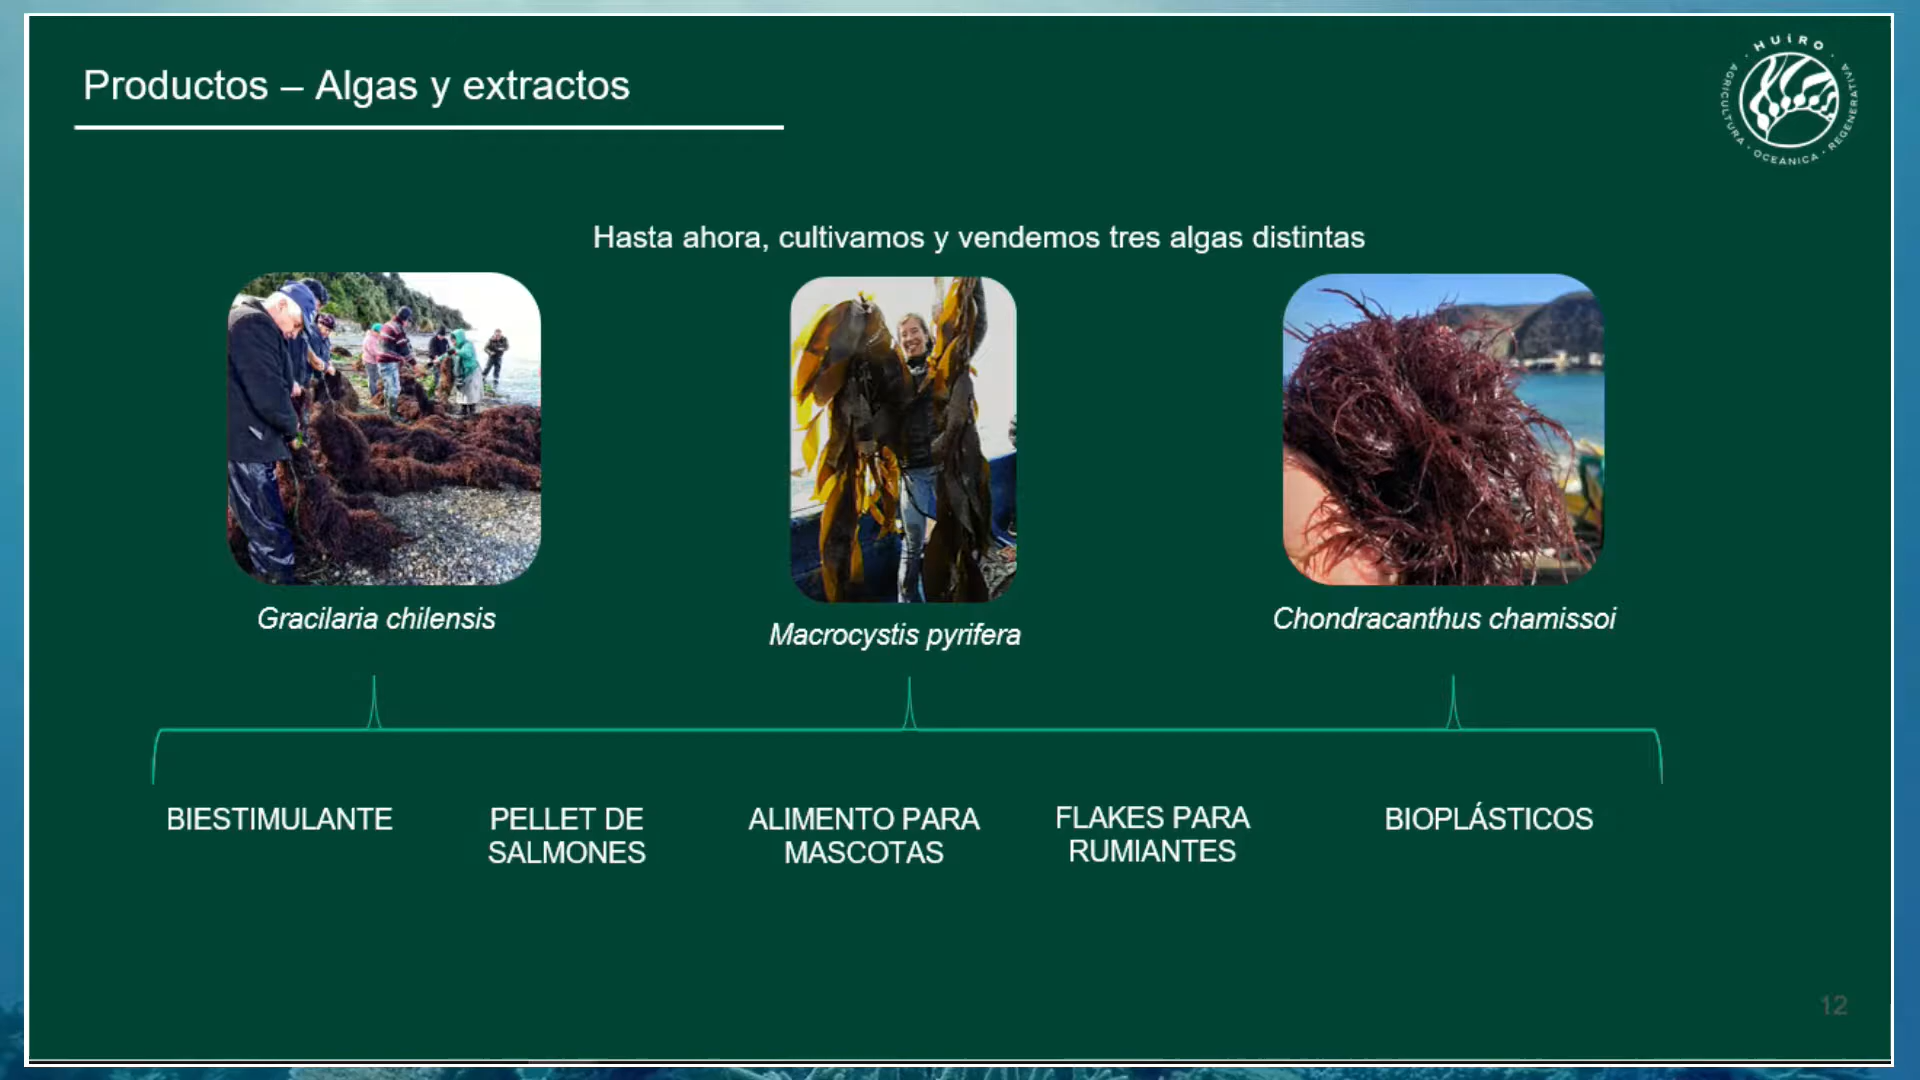 Productos – Algas y extractos
HUiRO
AGRICULTURA · OCEÁNICA · REGENERATIVA
Hasta ahora, cultivamos y vendemos tres algas distintas
Gracilaria chilensis
Macrocystis pyrifera
Chondracanthus chamissoi
BIESTIMULANTE
PELLET DE
SALMONES
ALIMENTO PARA
MASCOTAS
FLAKES PARA
RUMIANTES
BIOPLÁSTICOS
12